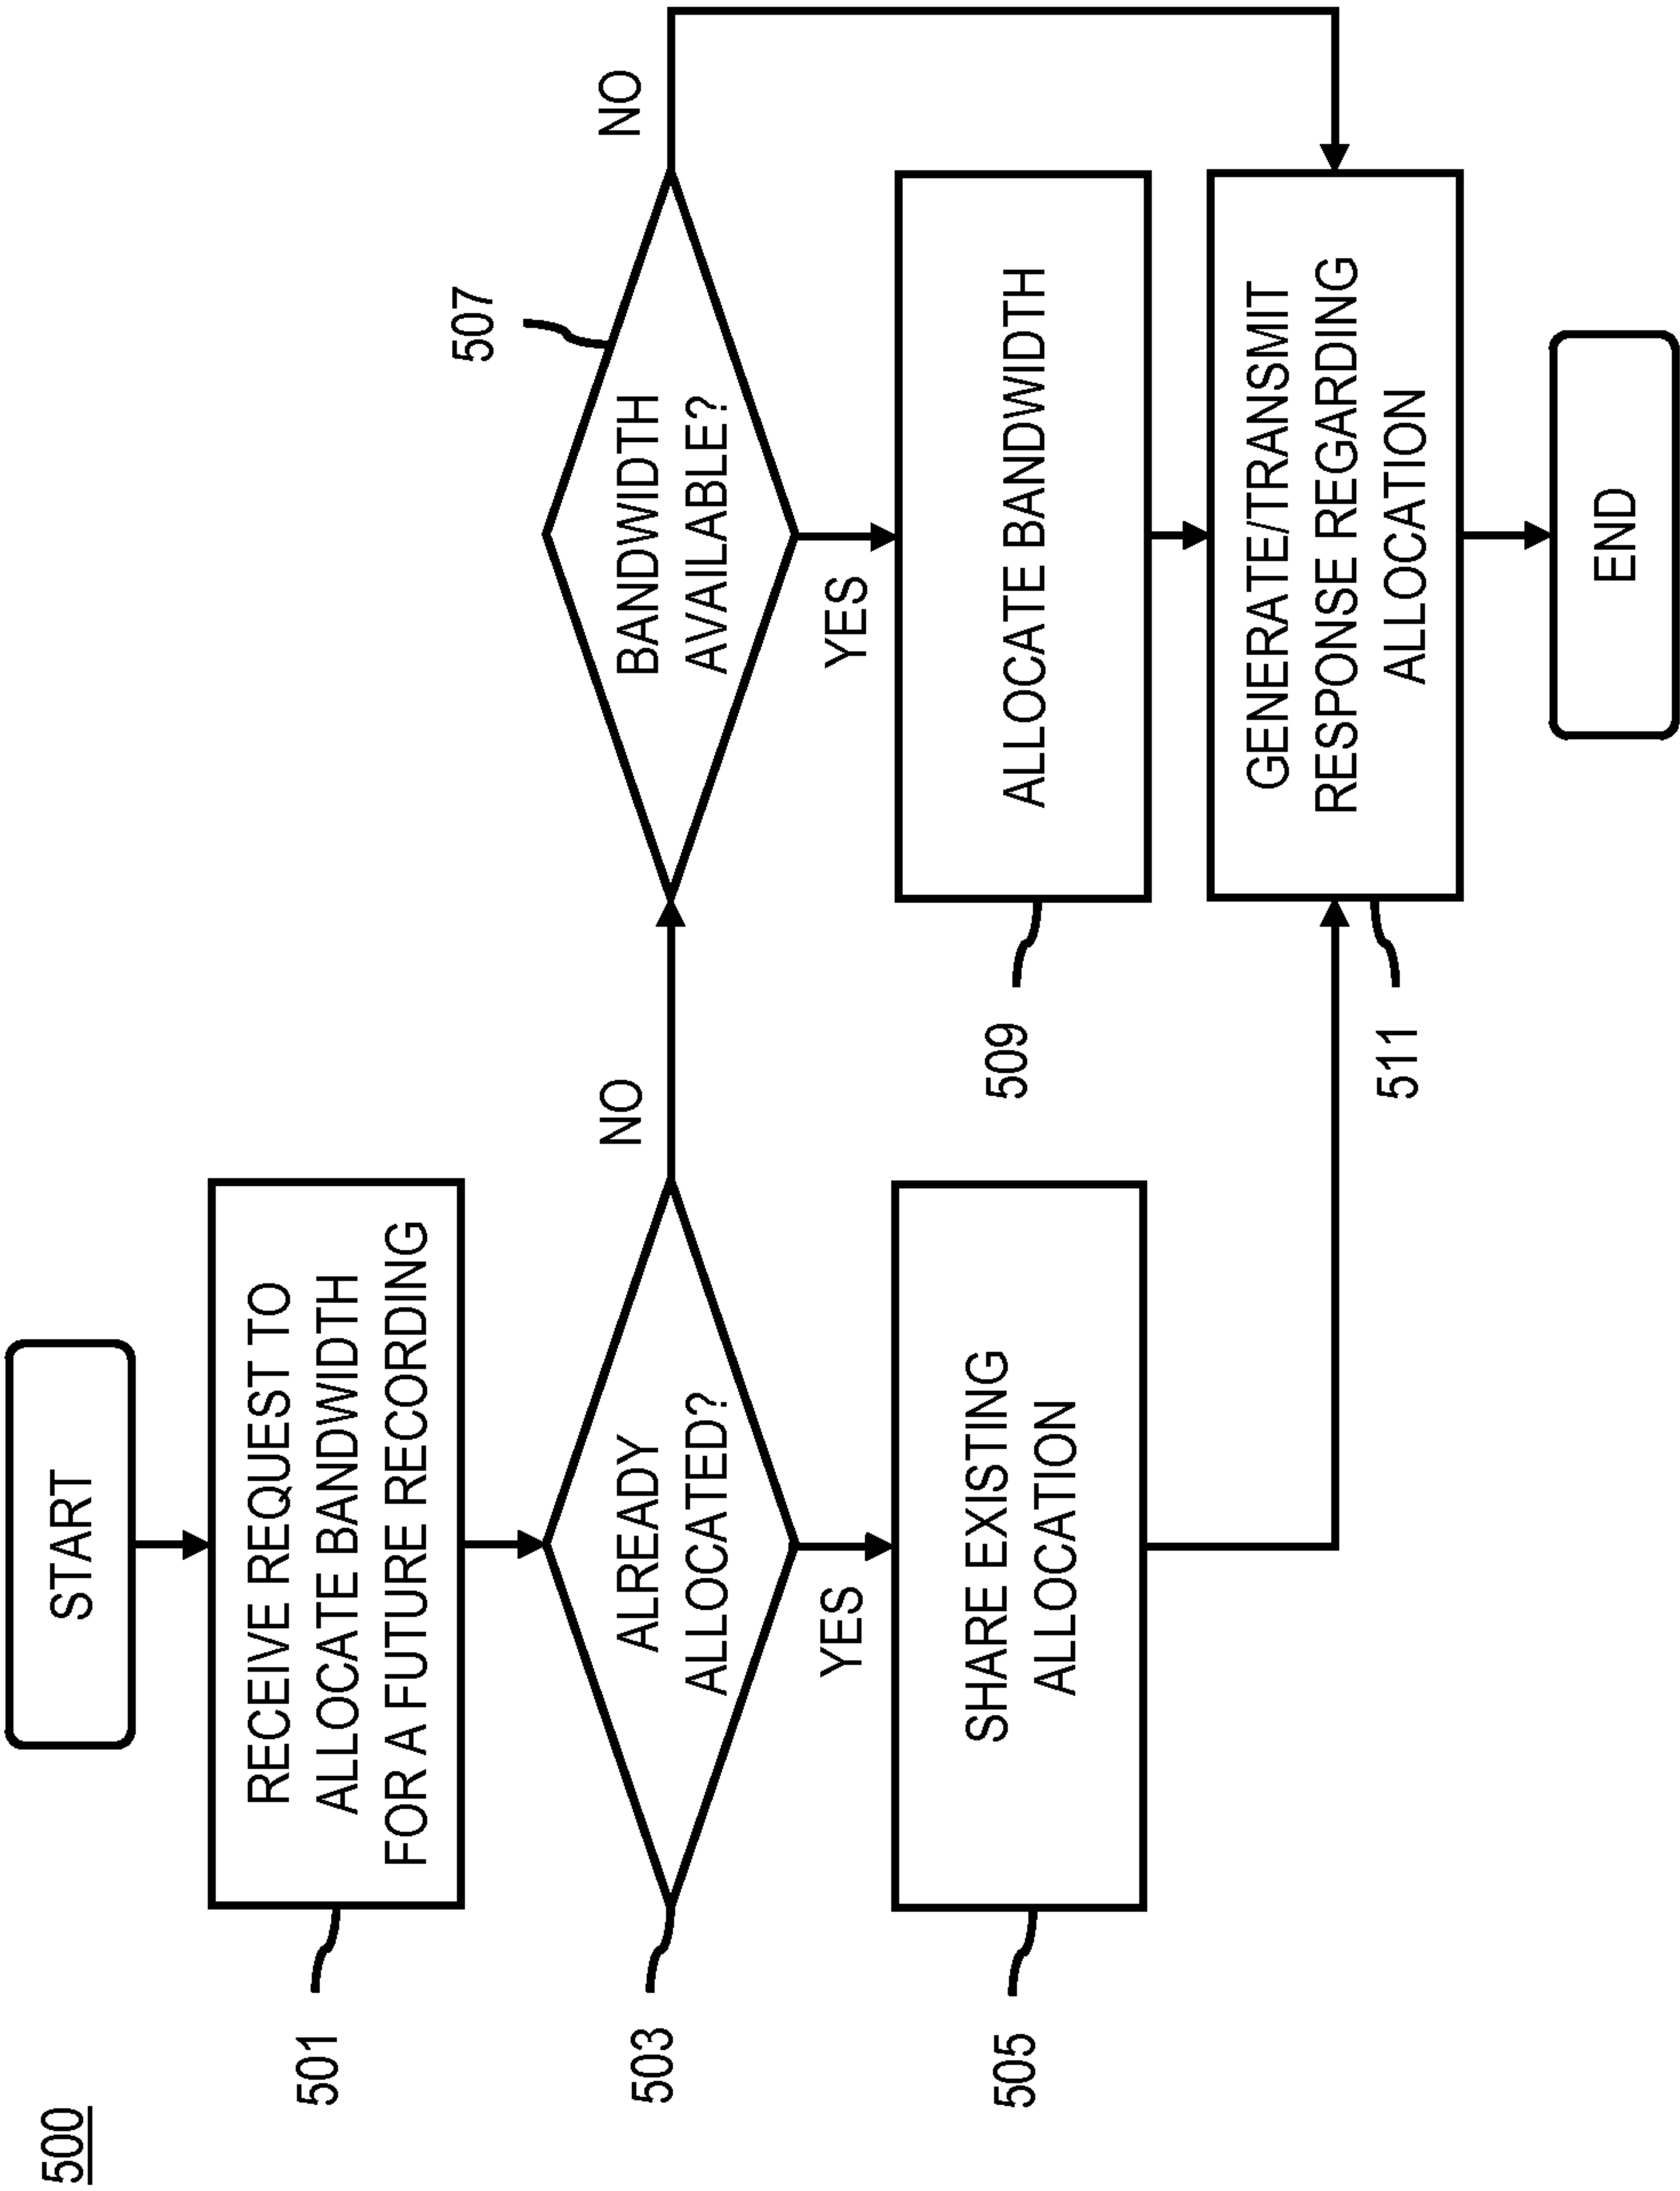 500
START
501
RECEIVE REQUEST TO
ALLOCATE BANDWIDTH
FOR A FUTURE RECORDING
503
ALREADY
ALLOCATED?
NO
YES
505
SHARE EXISTING
ALLOCATION
507
BANDWIDTH
AVAILABLE?
NO
YES
509
ALLOCATE BANDWIDTH
511
GENERATE/TRANSMIT
RESPONSE REGARDING
ALLOCATION
END